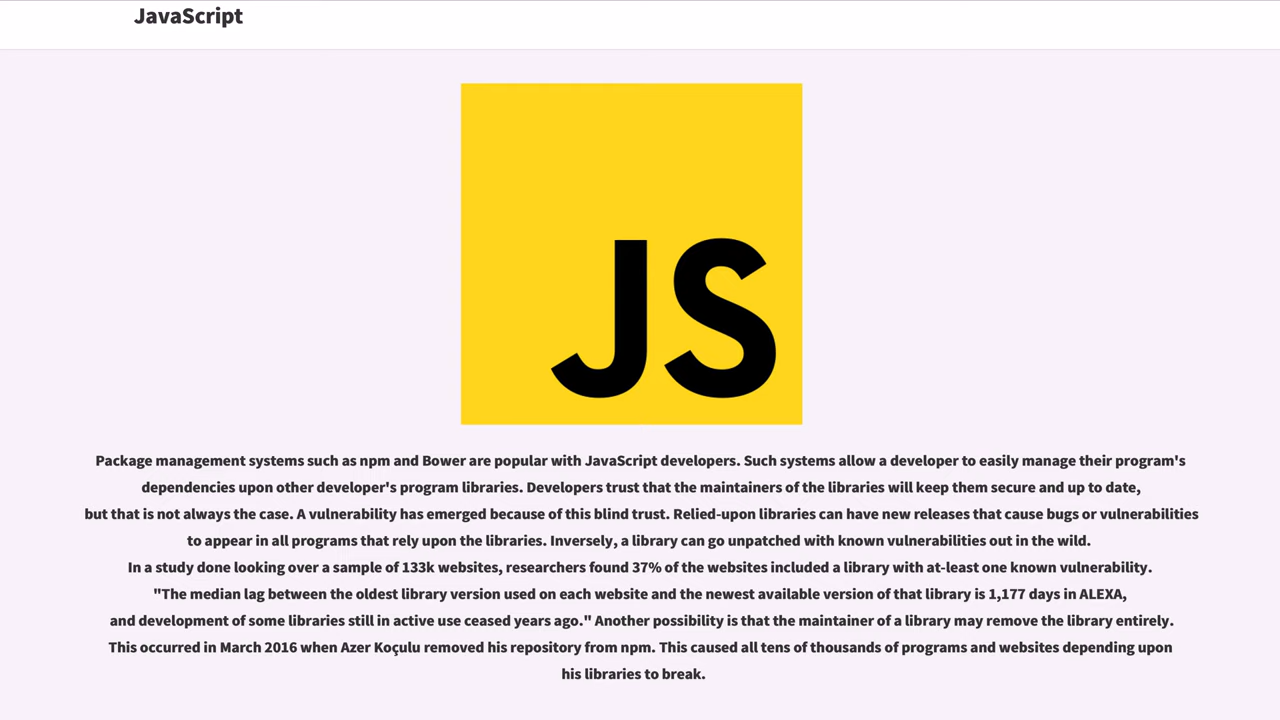 JavaScript
JS
Package management systems such as npm and Bower are popular with JavaScript developers. Such systems allow a developer to easily manage their program's
dependencies upon other developer's program libraries. Developers trust that the maintainers of the libraries will keep them secure and up to date,
but that is not always the case. A vulnerability has emerged because of this blind trust. Relied-upon libraries can have new releases that cause bugs or vulnerabilities
to appear in all programs that rely upon the libraries. Inversely, a library can go unpatched with known vulnerabilities out in the wild.
In a study done looking over a sample of 133k websites, researchers found 37% of the websites included a library with at-least one known vulnerability.
"The median lag between the oldest library version used on each website and the newest available version of that library is 1,177 days in ALEXA,
and development of some libraries still in active use ceased years ago." Another possibility is that the maintainer of a library may remove the library entirely.
This occurred in March 2016 when Azer Koçulu removed his repository from npm. This caused all tens of thousands of programs and websites depending upon
his libraries to break.